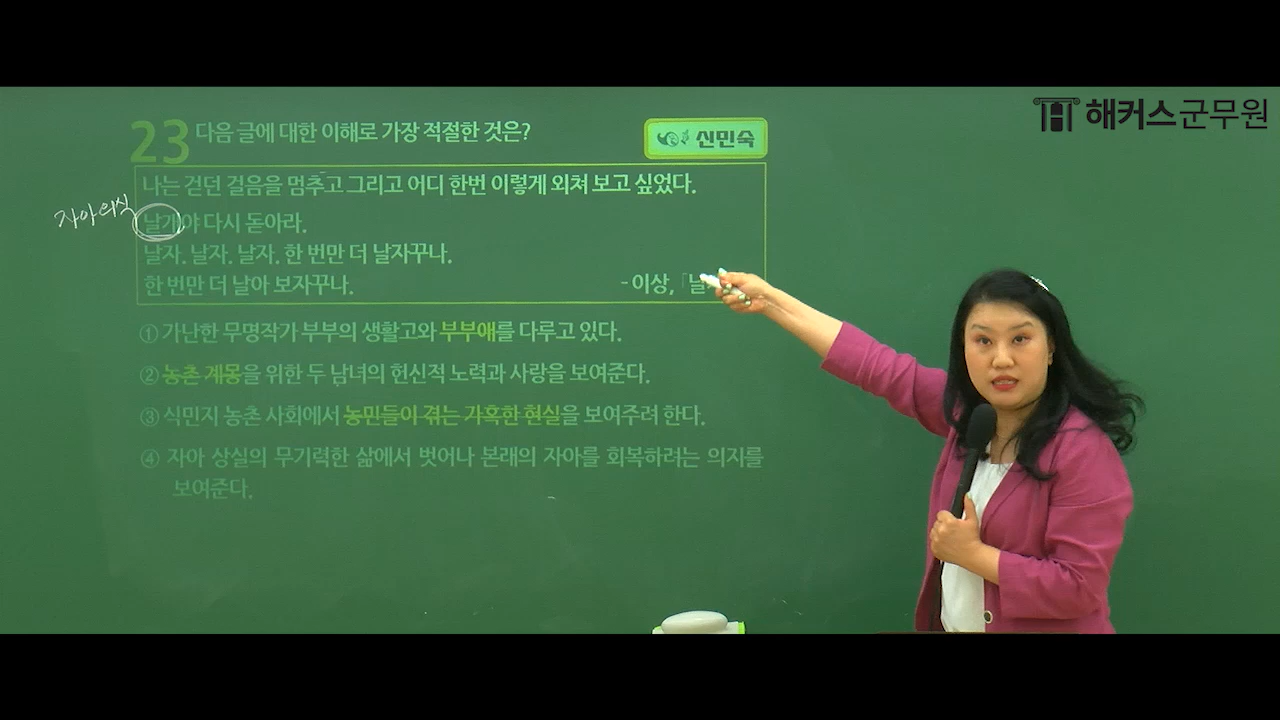 해커스군무원
23 다음 글에 대한 이해로 가장 적절한 것은?
신민숙
나는 걷던 걸음을 멈추고 그리고 어디 한번 이렇게 외쳐 보고 싶었다.
자아의식
날개야 다시 돋아라.
날자. 날자. 날자. 한 번만 더 날자꾸나.
한 번만 더 날아 보자꾸나.
- 이상, 「날
① 가난한 무명작가 부부의 생활고와 부부애를 다루고 있다.
② 농촌 계몽을 위한 두 남녀의 헌신적 노력과 사랑을 보여준다.
③ 식민지 농촌 사회에서 농민들이 겪는 가혹한 현실을 보여주려 한다.
④ 자아 상실의 무기력한 삶에서 벗어나 본래의 자아를 회복하려는 의지를
보여준다.